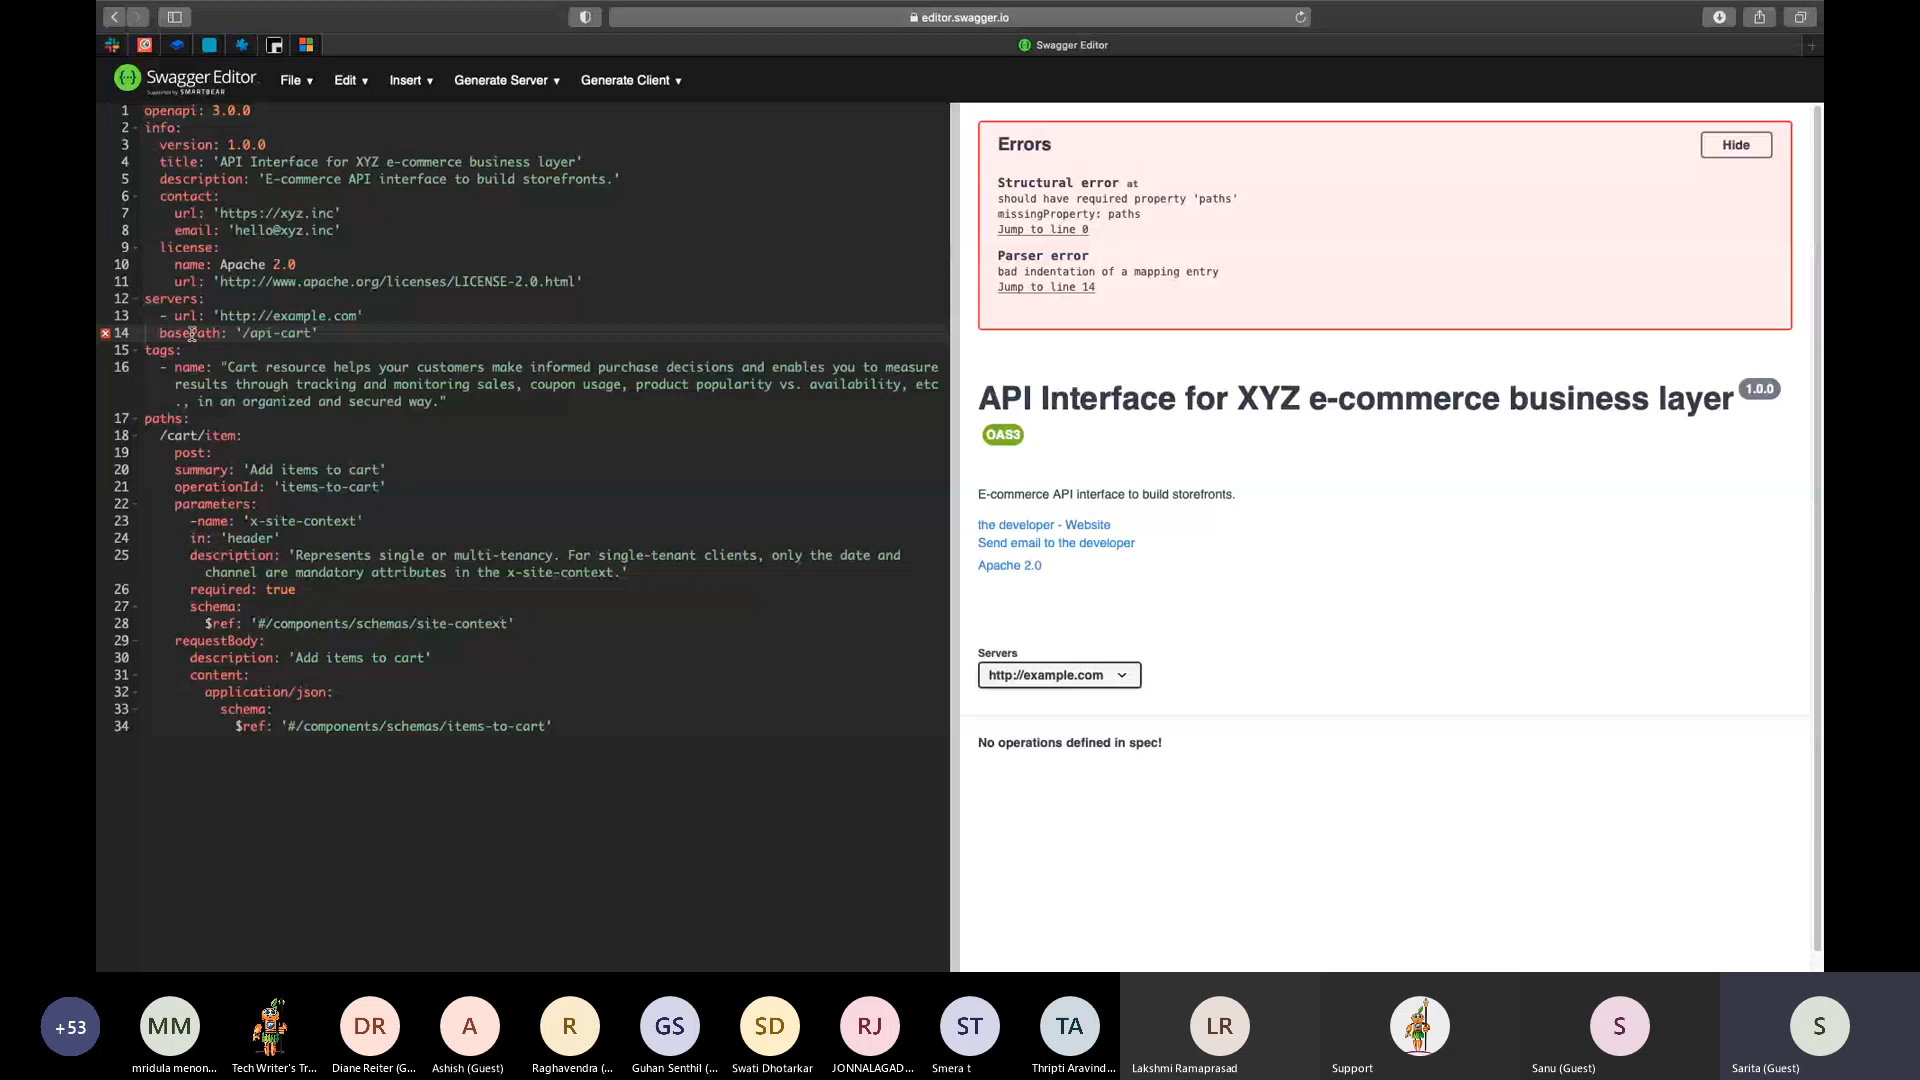 editor.swagger.io
Swagger Editor
Swagger Editor
Supported by SMARTBEAR
File
Edit
Insert
Generate Server
Generate Client
1 openapi: 3.0.0
2 info:
3 version: 1.0.0
4 title: 'API Interface for XYZ e-commerce business layer'
5 description: 'E-commerce API interface to build storefronts.'
6 contact:
7 url: 'https://xyz.inc'
8 email: 'hello@xyz.inc'
9 license:
10 name: Apache 2.0
11 url: 'http://www.apache.org/licenses/LICENSE-2.0.html'
12 servers:
13 - url: 'http://example.com'
14 basePath: '/api-cart'
15 tags:
16 - name: "Cart resource helps your customers make informed purchase decisions and enables you to measure
results through tracking and monitoring sales, coupon usage, product popularity vs. availability, etc
., in an organized and secured way."
17 paths:
18 /cart/item:
19 post:
20 summary: 'Add items to cart'
21 operationId: 'items-to-cart'
22 parameters:
23 -name: 'x-site-context'
24 in: 'header'
25 description: 'Represents single or multi-tenancy. For single-tenant clients, only the date and
channel are mandatory attributes in the x-site-context.'
26 required: true
27 schema:
28 $ref: '#/components/schemas/site-context'
29 requestBody:
30 description: 'Add items to cart'
31 content:
32 application/json:
33 schema:
34 $ref: '#/components/schemas/items-to-cart'
Errors
Hide
Structural error at
should have required property 'paths'
missingProperty: paths
Jump to line 0
Parser error
bad indentation of a mapping entry
Jump to line 14
API Interface for XYZ e-commerce business layer 1.0.0
OAS3
E-commerce API interface to build storefronts.
the developer - Website
Send email to the developer
Apache 2.0
Servers
http://example.com
No operations defined in spec!
+53
MM
DR
A
R
GS
SD
RJ
ST
TA
LR
S
S
mridula menon...
Tech Writer's Tr...
Diane Reiter (G...
Ashish (Guest)
Raghavendra (...
Guhan Senthil (...
Swati Dhotarkar
JONNALAGAD...
Smera t
Thripti Aravind...
Lakshmi Ramaprasad
Support
Sanu (Guest)
Sarita (Guest)